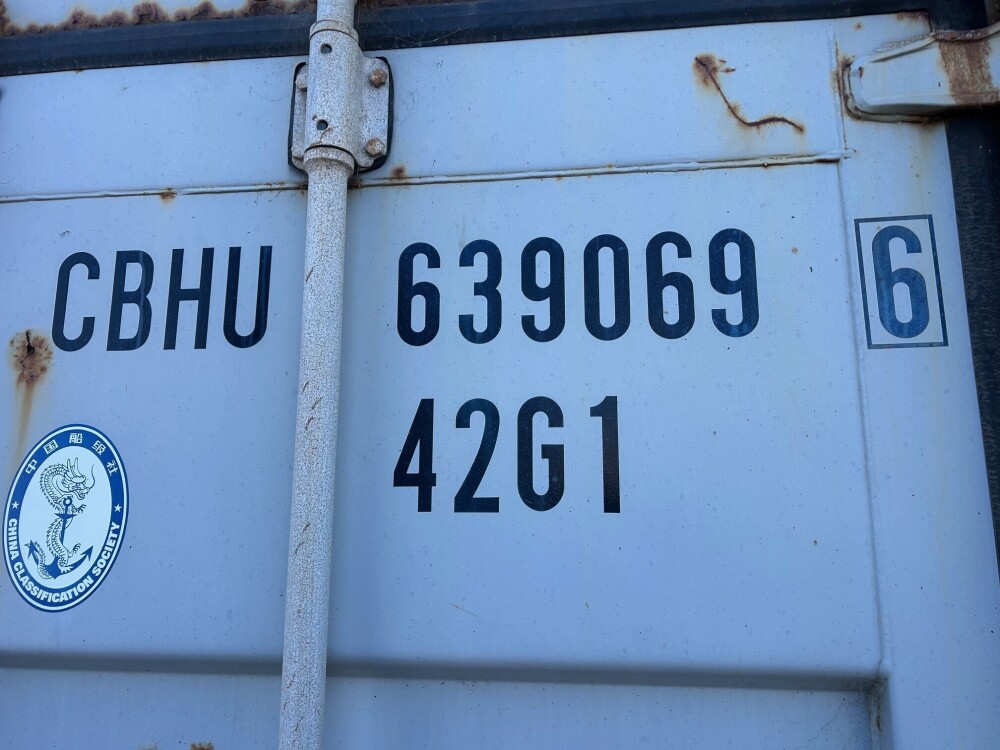 CBHU 639069 6
42G1
中国船级社
CHINA CLASSIFICATION SOCIETY